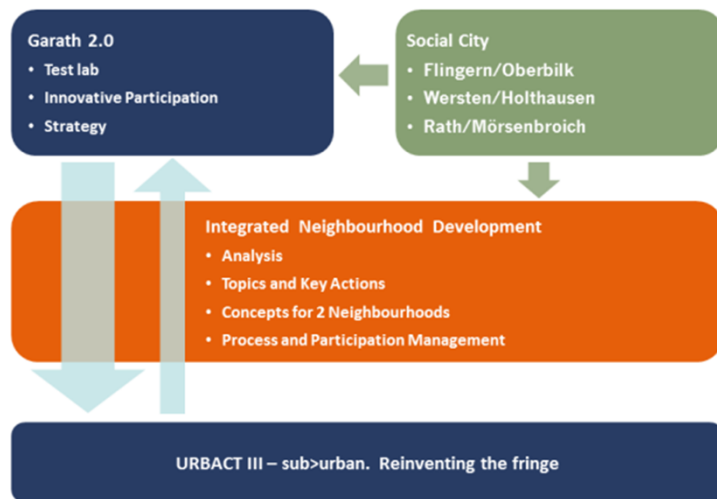 Garath 2.0
• Test lab
• Innovative Participation
• Strategy
Social City
• Flingern/Oberbilk
• Wersten/Holthausen
• Rath/Mörsenbroich
Integrated Neighbourhood Development
• Analysis
• Topics and Key Actions
• Concepts for 2 Neighbourhoods
• Process and Participation Management
URBACT III – sub>urban. Reinventing the fringe